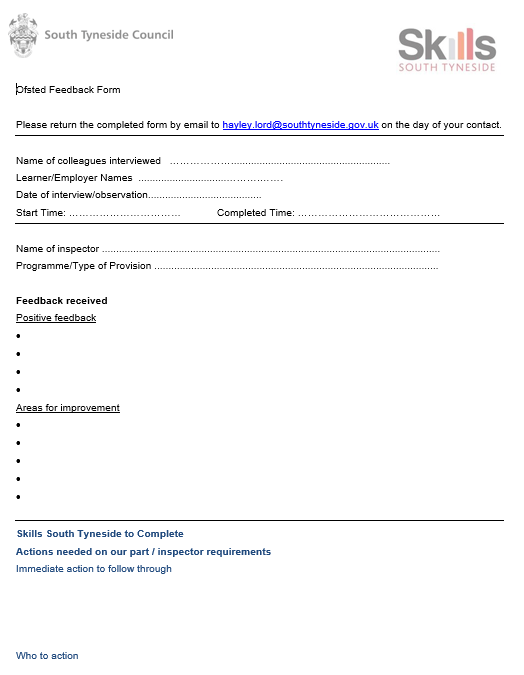 South Tyneside Council
Skills
SOUTH TYNESIDE
Ofsted Feedback Form
Please return the completed form by email to hayley.lord@southtyneside.gov.uk on the day of your contact.
Name of colleagues interviewed ……………………..........................................................
Learner/Employer Names ................................……………….
Date of interview/observation..........................................
Start Time: ……………………………. Completed Time: …………………………………….
Name of inspector ..........................................................................................................................
Programme/Type of Provision .......................................................................................................
Feedback received
Positive feedback
•
•
•
•
Areas for improvement
•
•
•
•
•
Skills South Tyneside to Complete
Actions needed on our part / inspector requirements
Immediate action to follow through
Who to action